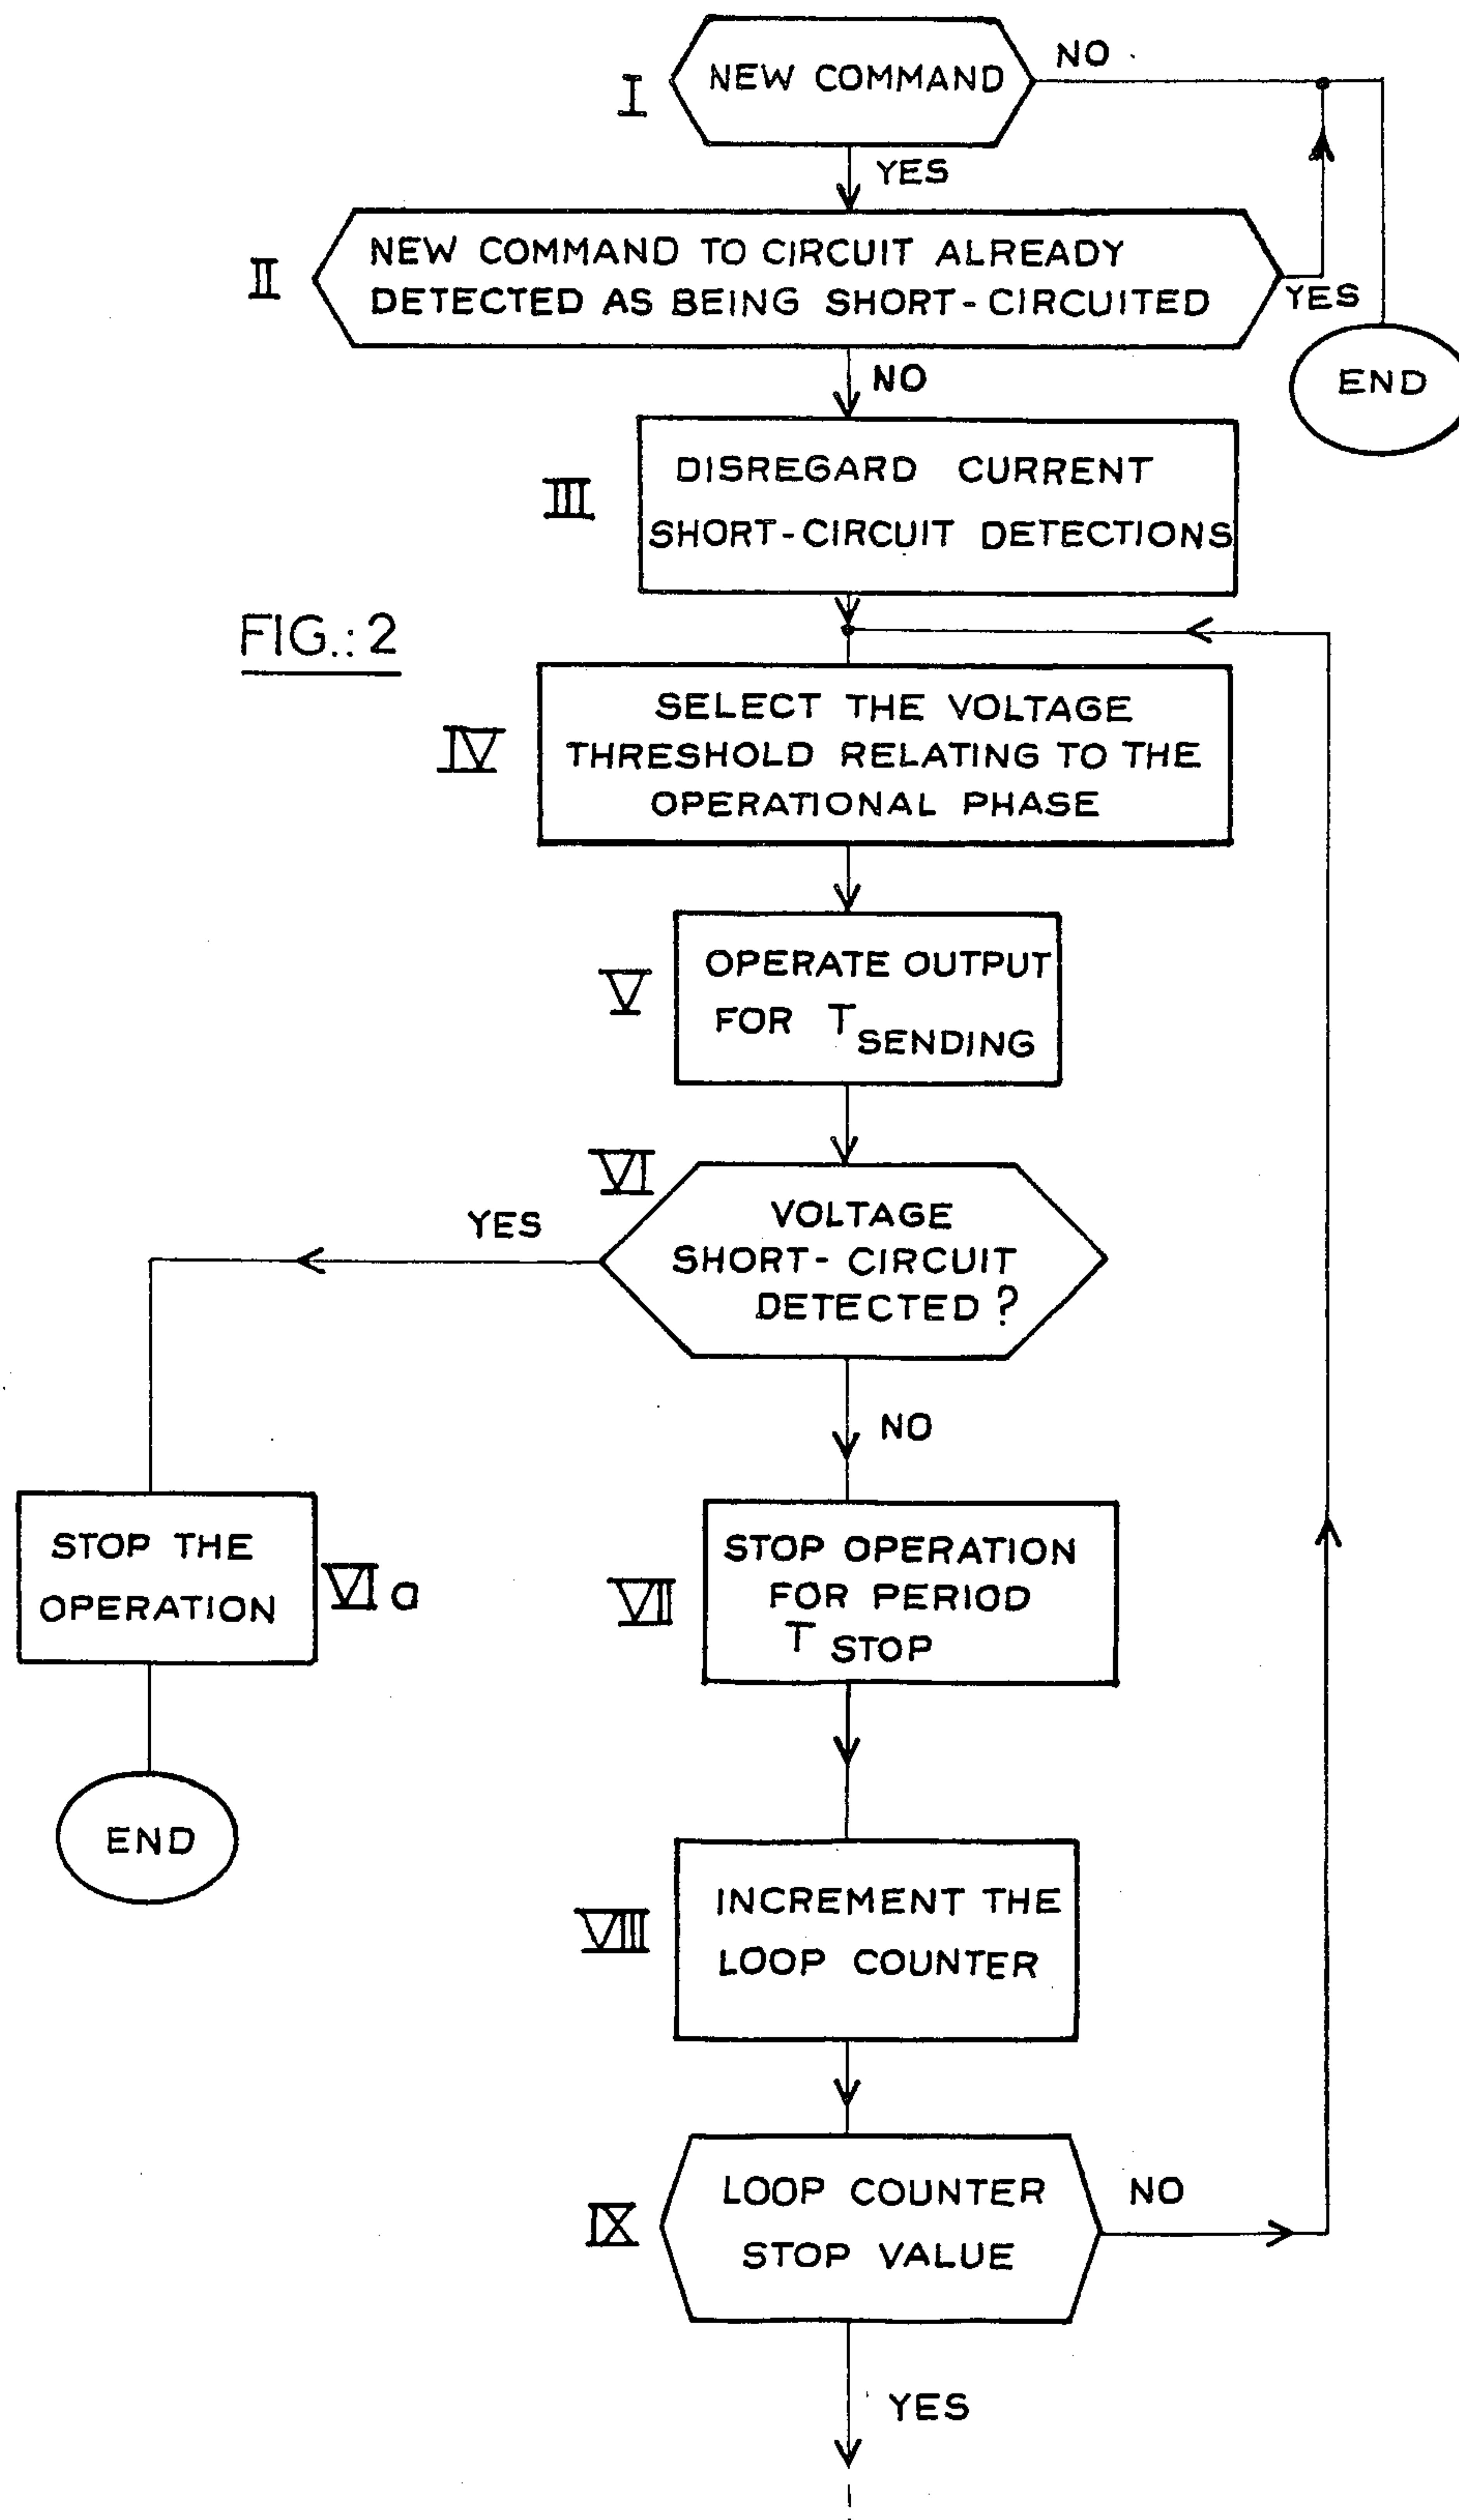 NEW COMMAND
NO
I
YES
NEW COMMAND TO CIRCUIT ALREADY
DETECTED AS BEING SHORT-CIRCUITED
II
YES
NO
END
DISREGARD CURRENT
SHORT-CIRCUIT DETECTIONS
III
FIG.:2
SELECT THE VOLTAGE
THRESHOLD RELATING TO THE
OPERATIONAL PHASE
IV
OPERATE OUTPUT
FOR T SENDING
V
VI
VOLTAGE
SHORT-CIRCUIT
DETECTED?
YES
NO
STOP THE
OPERATION
VIa
STOP OPERATION
FOR PERIOD
T STOP
VII
END
INCREMENT THE
LOOP COUNTER
VIII
LOOP COUNTER
STOP VALUE
IX
NO
YES